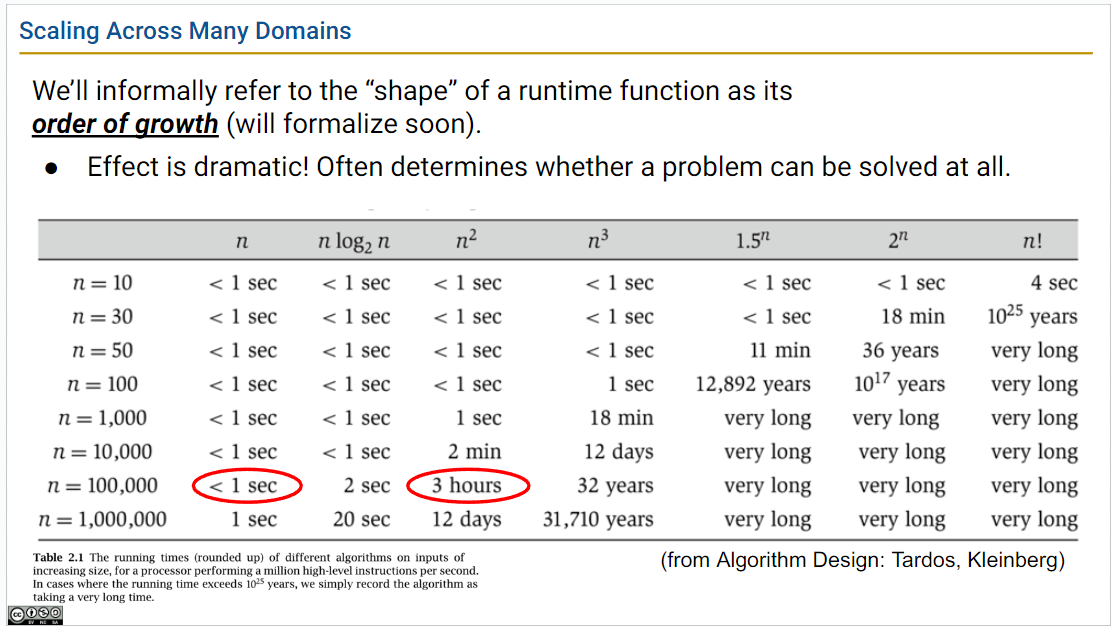 Scaling Across Many Domains
We'll informally refer to the “shape” of a runtime function as its
order of growth (will formalize soon).
● Effect is dramatic! Often determines whether a problem can be solved at all.
n n log₂ n n² n³ 1.5ⁿ 2ⁿ n!
n = 10 < 1 sec < 1 sec < 1 sec < 1 sec < 1 sec < 1 sec 4 sec
n = 30 < 1 sec < 1 sec < 1 sec < 1 sec < 1 sec 18 min 10²⁵ years
n = 50 < 1 sec < 1 sec < 1 sec < 1 sec 11 min 36 years very long
n = 100 < 1 sec < 1 sec < 1 sec 1 sec 12,892 years 10¹⁷ years very long
n = 1,000 < 1 sec < 1 sec 1 sec 18 min very long very long very long
n = 10,000 < 1 sec < 1 sec 2 min 12 days very long very long very long
n = 100,000 < 1 sec 2 sec 3 hours 32 years very long very long very long
n = 1,000,000 1 sec 20 sec 12 days 31,710 years very long very long very long
Table 2.1 The running times (rounded up) of different algorithms on inputs of
increasing size, for a processor performing a million high-level instructions per second.
In cases where the running time exceeds 10²⁵ years, we simply record the algorithm as
taking a very long time.
(from Algorithm Design: Tardos, Kleinberg)
cc
BY NC SA